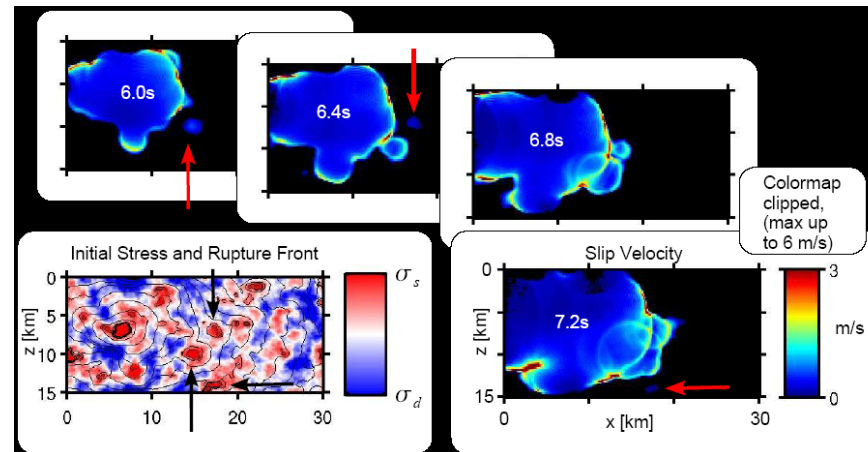 6.0s
6.4s
6.8s
Colormap
clipped,
(max up
to 6 m/s)
Initial Stress and Rupture Front
0
5
10
15
z [km]
0
10
20
30
σs
σd
Slip Velocity
7.2s
0
z [km]
15
0
x [km]
30
3
m/s
0